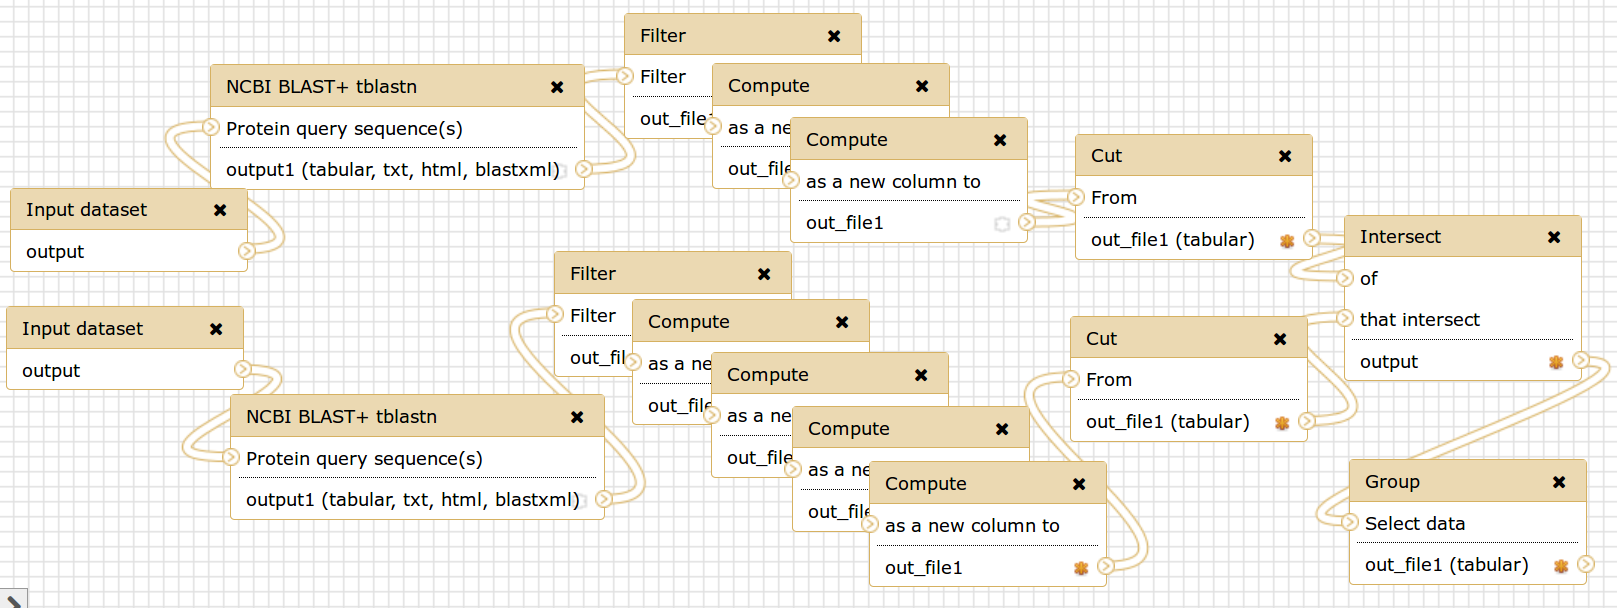 Filter
Filter
out_file
NCBI BLAST+ tblastn
Protein query sequence(s)
output1 (tabular, txt, html, blastxml)
Compute
as a ne
out_file
Compute
as a new column to
out_file1
Cut
From
out_file1 (tabular)
Input dataset
output
Intersect
of
that intersect
output
Filter
Filter
out_fil
Input dataset
output
Compute
as a ne
out_file
Cut
From
out_file1 (tabular)
Compute
as a ne
out_file
NCBI BLAST+ tblastn
Protein query sequence(s)
output1 (tabular, txt, html, blastxml)
Compute
as a ne
out_file
Compute
as a new column to
out_file1
Group
Select data
out_file1 (tabular)